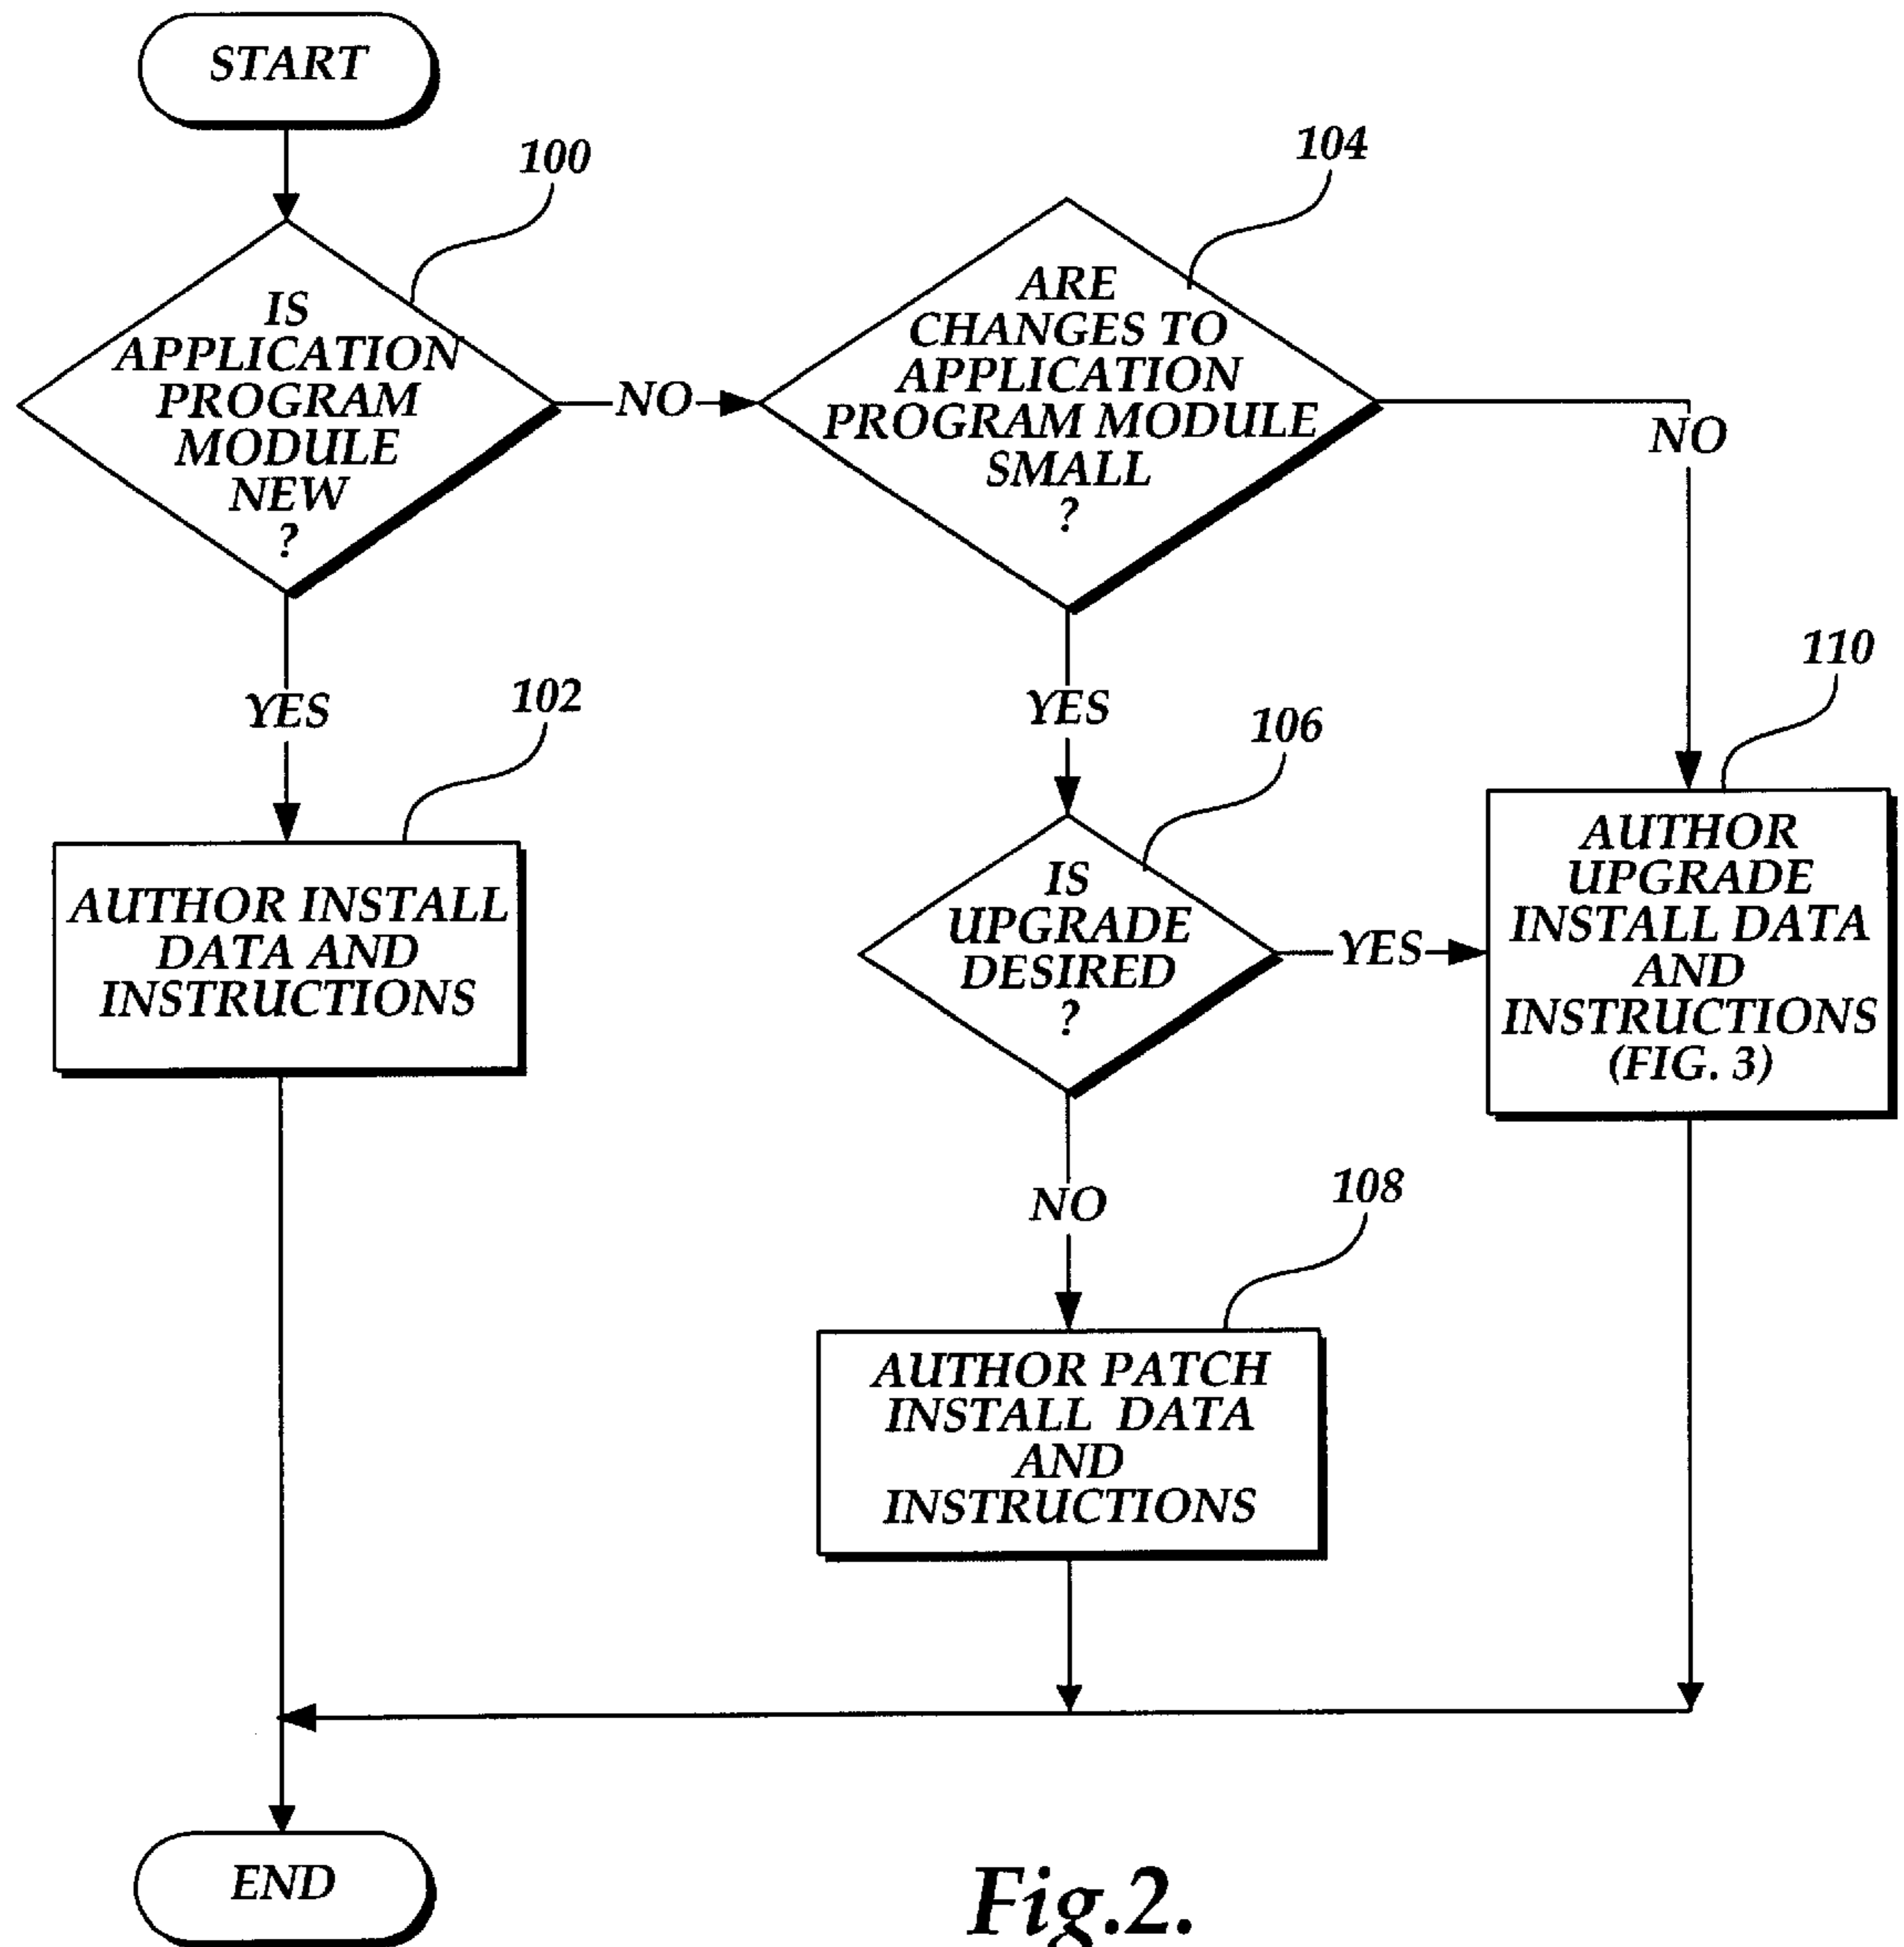 START
100
IS
APPLICATION
PROGRAM
MODULE
NEW
?
NO
104
ARE
CHANGES TO
APPLICATION
PROGRAM MODULE
SMALL
?
NO
YES
102
AUTHOR INSTALL
DATA AND
INSTRUCTIONS
YES
106
IS
UPGRADE
DESIRED
?
YES
110
AUTHOR
UPGRADE
INSTALL DATA
AND
INSTRUCTIONS
(FIG. 3)
NO
108
AUTHOR PATCH
INSTALL DATA
AND
INSTRUCTIONS
END
Fig.2.